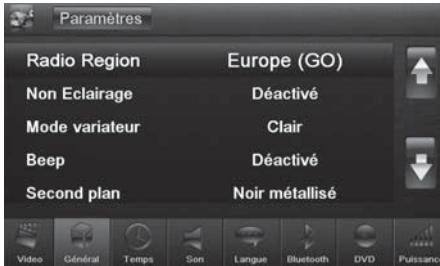 Paramètres
Radio Region Europe (GO)
Non Eclairage Déactivé
Mode variateur Clair
Beep Déactivé
Second plan Noir métallisé
Video Général Temps Son Langue Bluetooth DVD Puissanc